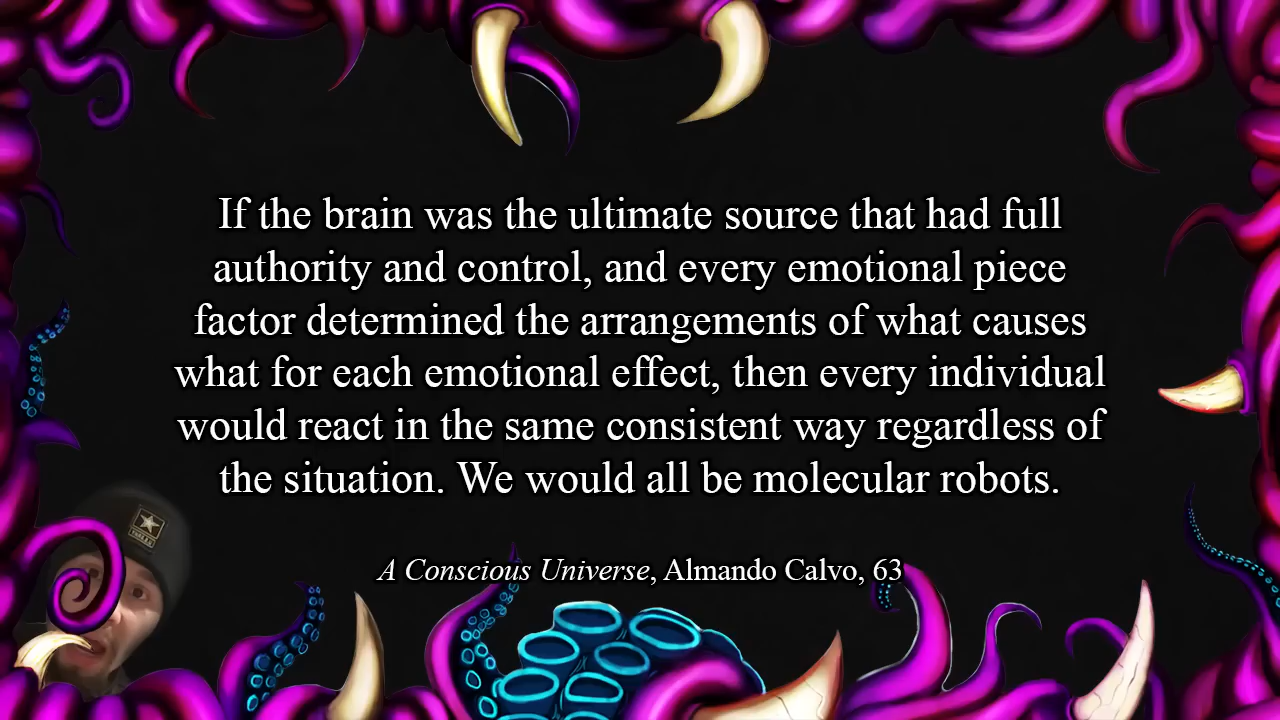 If the brain was the ultimate source that had full
authority and control, and every emotional piece
factor determined the arrangements of what causes
what for each emotional effect, then every individual
would react in the same consistent way regardless of
the situation. We would all be molecular robots.
A Conscious Universe, Almando Calvo, 63